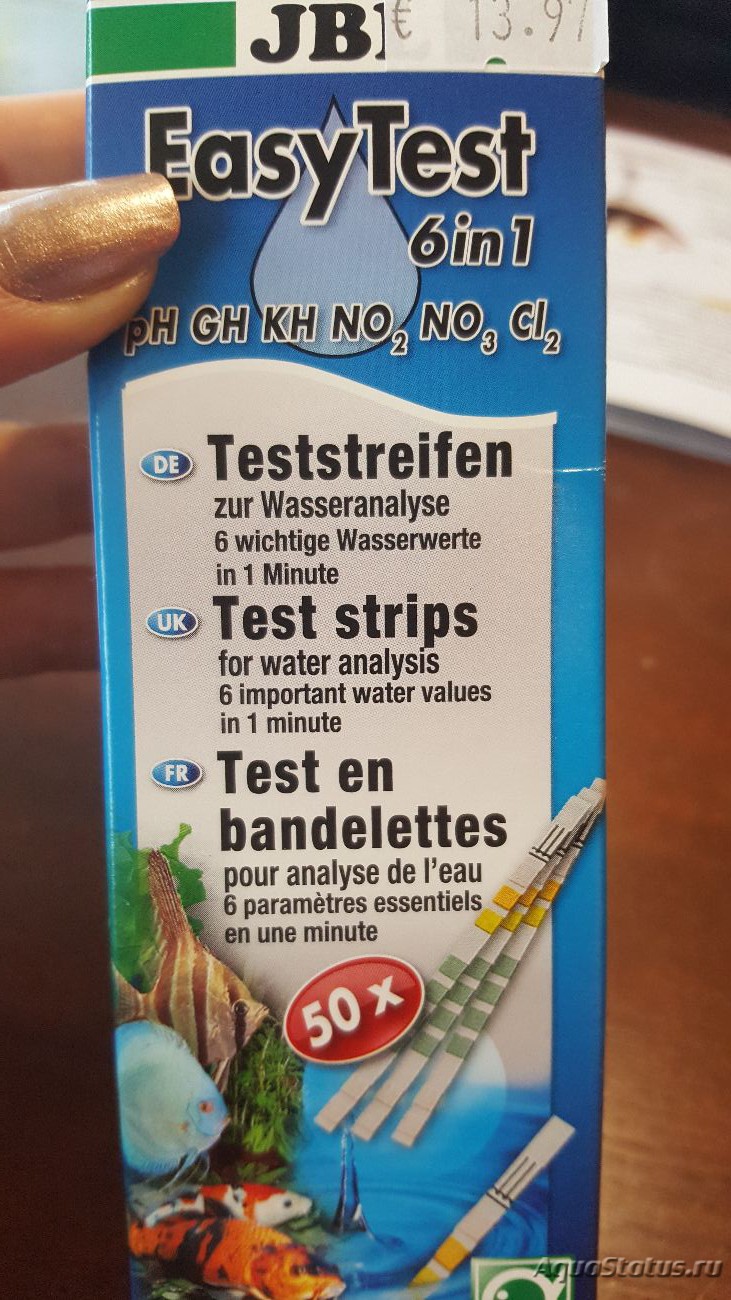 JBL
€ 13.97
EasyTest
6in1
pH GH KH NO₂ NO₃ Cl₂
DE Teststreifen
zur Wasseranalyse
6 wichtige Wasserwerte
in 1 Minute
UK Test strips
for water analysis
6 important water values
in 1 minute
FR Test en
bandelettes
pour analyse de l'eau
6 paramètres essentiels
en une minute
50 x
AquaStatus.ru